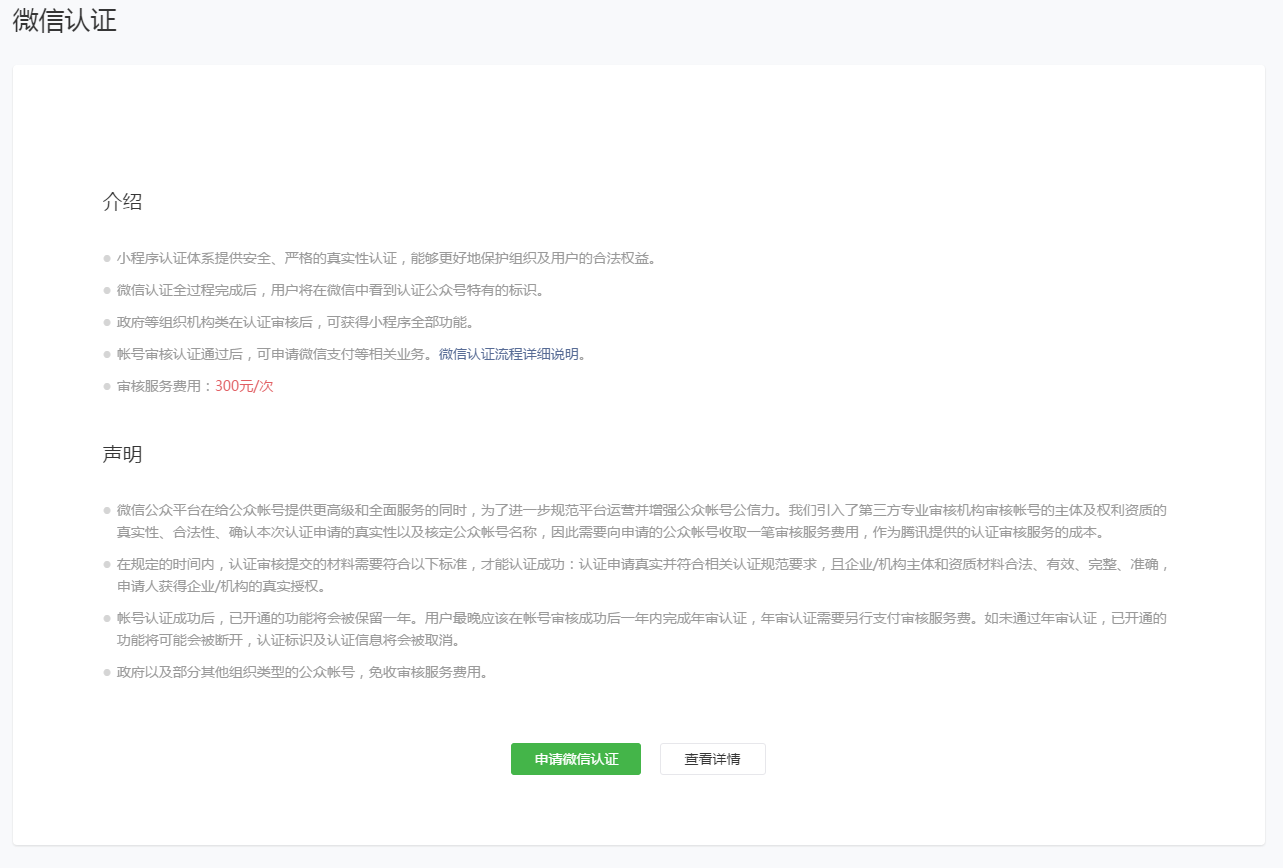 微信认证
介绍
小程序认证体系提供安全、严格的真实性认证，能够更好地保护组织及用户的合法权益。
微信认证全过程完成后，用户将在微信中看到认证公众号特有的标识。
政府等组织机构类在认证审核后，可获得小程序全部功能。
帐号审核认证通过后，可申请微信支付等相关业务。微信认证流程详细说明。
审核服务费用：300元/次
声明
微信公众平台在给公众帐号提供更高级和全面服务的同时，为了进一步规范平台运营并增强公众帐号公信力。我们引入了第三方专业审核机构审核帐号的主体及权利资质的
真实性、合法性、确认本次认证申请的真实性以及核定公众帐号名称，因此需要向申请的公众帐号收取一笔审核服务费用，作为腾讯提供的认证审核服务的成本。
在规定的时间内，认证审核提交的材料需要符合以下标准，才能认证成功：认证申请真实并符合相关认证规范要求，且企业/机构主体和资质材料合法、有效、完整、准确，
申请人获得企业/机构的真实授权。
帐号认证成功后，已开通的功能将会被保留一年。用户最晚应该在帐号审核成功后一年内完成年审认证，年审认证需要另行支付审核服务费。如未通过年审认证，已开通的
功能将可能会被断开，认证标识及认证信息将会被取消。
政府以及部分其他组织类型的公众帐号，免收审核服务费用。
申请微信认证 查看详情